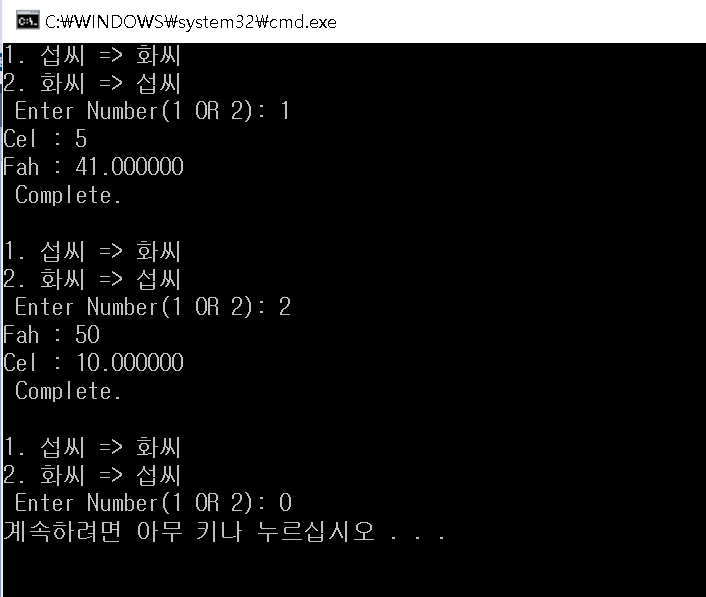 C:\WINDOWS\system32\cmd.exe
1. 섭씨 => 화씨
2. 화씨 => 섭씨
Enter Number(1 OR 2): 1
Cel : 5
Fah : 41.000000
Complete.
1. 섭씨 => 화씨
2. 화씨 => 섭씨
Enter Number(1 OR 2): 2
Fah : 50
Cel : 10.000000
Complete.
1. 섭씨 => 화씨
2. 화씨 => 섭씨
Enter Number(1 OR 2): 0
계속하려면 아무 키나 누르십시오 . . .